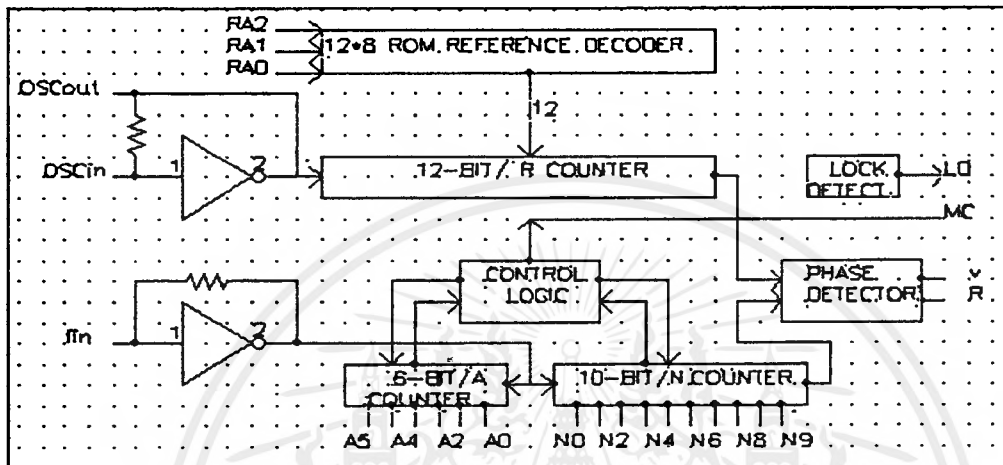 RA2
RA1
RA0
12*8 ROM REFERENCE DECODER
OSCout
12
OSCin
1
2
12-BIT/ R COUNTER
LOCK
DETECT
LD
MC
CONTROL
LOGIC
PHASE
DETECTOR
V
R
fin
1
2
6-BIT/A
COUNTER
10-BIT/N COUNTER
A5 A4 A2 A0 N0 N2 N4 N6 N8 N9